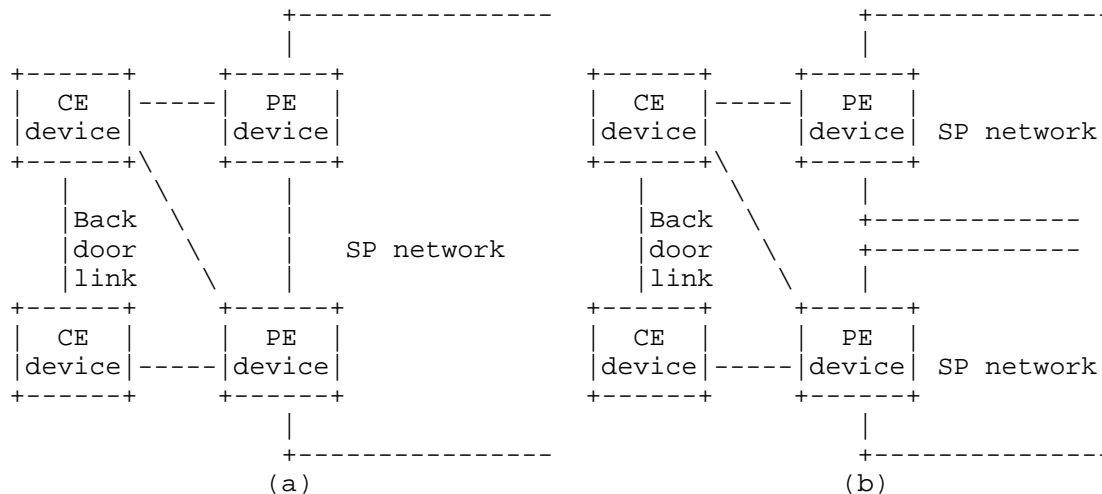 CE PE CE PE
device device device device SP network
Back Back
door SP network door
link link
CE PE CE PE
device device device device SP network
(a) (b)